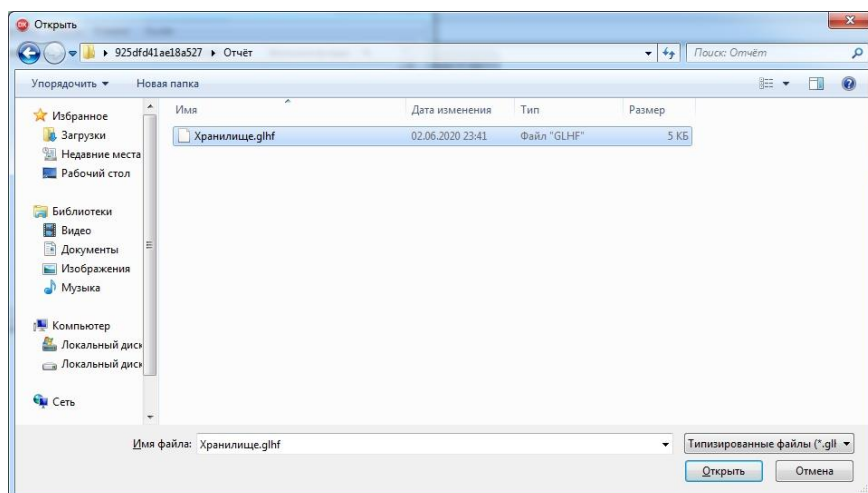 Открыть
925dfd41ae18a527 ▸ Отчёт
Поиск: Отчёт
Упорядочить
Новая папка
Имя
Дата изменения
Тип
Размер
Хранилище.glhf
02.06.2020 23:41
Файл "GLHF"
5 КБ
Избранное
Загрузки
Недавние места
Рабочий стол
Библиотеки
Видео
Документы
Изображения
Музыка
Компьютер
Локальный диск
Локальный диск
Сеть
Имя файла:
Хранилище.glhf
Типизированные файлы (*.gll
Открыть
Отмена